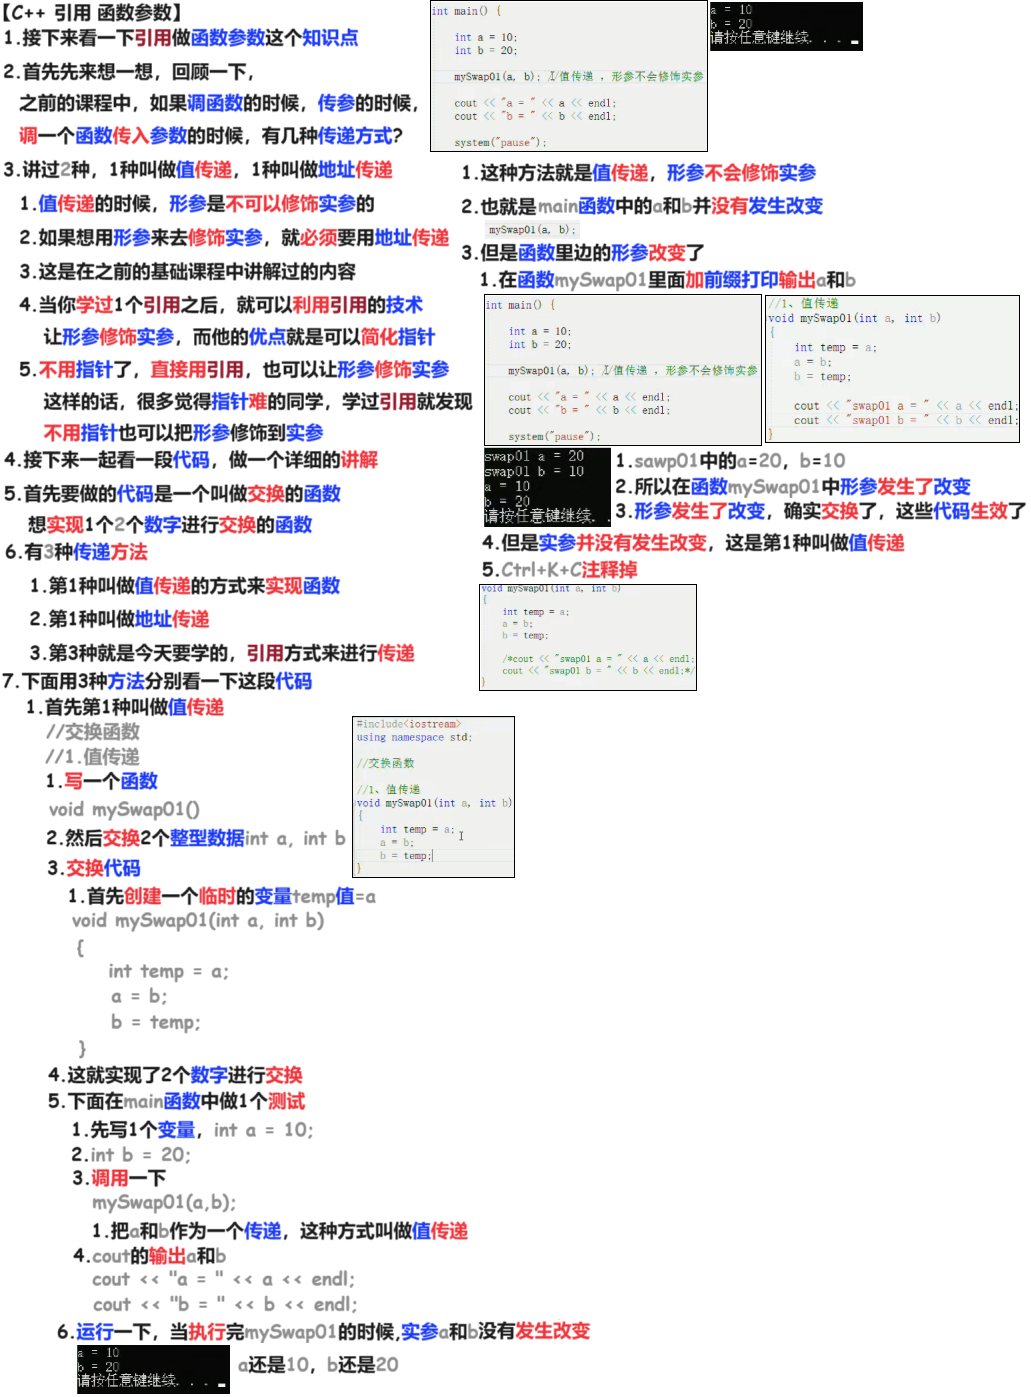 【C++ 引用 函数参数】
1.接下来看一下引用做函数参数这个知识点
2.首先先来想一想，回顾一下，
之前的课程中，如果调函数的时候，传参的时候，
调一个函数传入参数的时候，有几种传递方式?
3.讲过2种，1种叫做值传递，1种叫做地址传递
1.值传递的时候，形参是不可以修饰实参的
2.如果想用形参来去修饰实参，就必须要用地址传递
3.这是在之前的基础课程中讲解过的内容
4.当你学过1个引用之后，就可以利用引用的技术
让形参修饰实参，而他的优点就是可以简化指针
5.不用指针了，直接用引用，也可以让形参修饰实参
这样的话，很多觉得指针难的同学，学过引用就发现
不用指针也可以把形参修饰到实参
4.接下来一起看一段代码，做一个详细的讲解
5.首先要做的代码是一个叫做交换的函数
想实现1个2个数字进行交换的函数
6.有3种传递方法
1.第1种叫做值传递的方式来实现函数
2.第1种叫做地址传递
3.第3种就是今天要学的，引用方式来进行传递
7.下面用3种方法分别看一下这段代码
1.首先第1种叫做值传递
//交换函数
//1.值传递
1.写一个函数
void mySwap01()
2.然后交换2个整型数据int a, int b
3.交换代码
1.首先创建一个临时的变量temp值=a
void mySwap01(int a, int b)
{
int temp = a;
a = b;
b = temp;
}
4.这就实现了2个数字进行交换
5.下面在main函数中做1个测试
1.先写1个变量，int a = 10;
2.int b = 20;
3.调用一下
mySwap01(a,b);
1.把a和b作为一个传递，这种方式叫做值传递
4.cout的输出a和b
cout << "a = " << a << endl;
cout << "b = " << b << endl;
6.运行一下，当执行完mySwap01的时候,实参a和b没有发生改变
a = 10
b = 20
请按任意键继续. . .
a还是10，b还是20
#include<iostream>
using namespace std;
//交换函数
//1、值传递
void mySwap01(int a, int b)
{
int temp = a;
a = b;
b = temp;
}
int main() {
int a = 10;
int b = 20;
mySwap01(a, b); //值传递 ，形参不会修饰实参
cout << "a = " << a << endl;
cout << "b = " << b << endl;
system("pause");
a = 10
b = 20
请按任意键继续. . .
1.这种方法就是值传递，形参不会修饰实参
2.也就是main函数中的a和b并没有发生改变
mySwap01(a, b);
3.但是函数里边的形参改变了
1.在函数mySwap01里面加前缀打印输出a和b
int main() {
int a = 10;
int b = 20;
mySwap01(a, b); //值传递 ，形参不会修饰实参
cout << "a = " << a << endl;
cout << "b = " << b << endl;
system("pause");
//1、值传递
void mySwap01(int a, int b)
{
int temp = a;
a = b;
b = temp;
cout << "swap01 a = " << a << endl;
cout << "swap01 b = " << b << endl;
}
swap01 a = 20
swap01 b = 10
a = 10
b = 20
请按任意键继续. .
1.sawp01中的a=20，b=10
2.所以在函数mySwap01中形参发生了改变
3.形参发生了改变，确实交换了，这些代码生效了
4.但是实参并没有发生改变，这是第1种叫做值传递
5.Ctrl+K+C注释掉
void mySwap01(int a, int b)
{
int temp = a;
a = b;
b = temp;
/*cout << "swap01 a = " << a << endl;
cout << "swap01 b = " << b << endl;*/
}